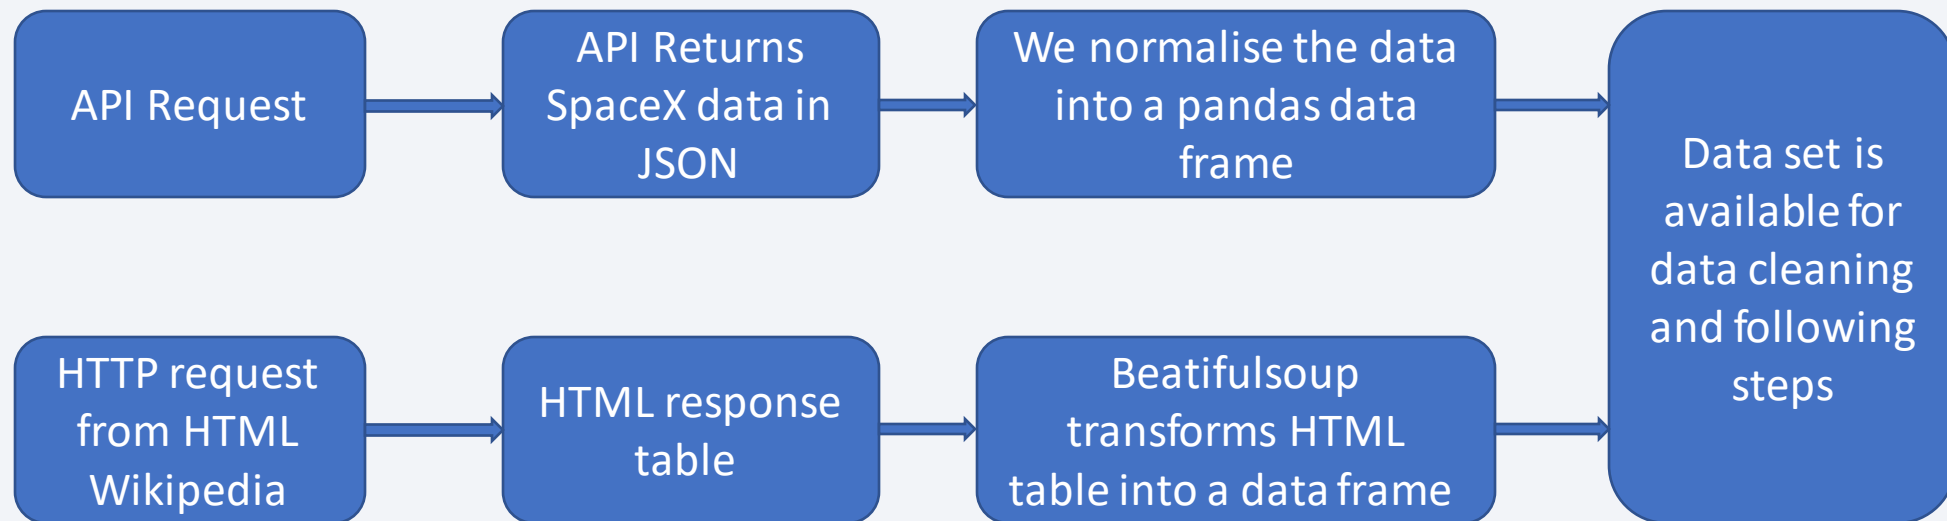 API Request
API Returns
SpaceX data in
JSON
We normalise the data
into a pandas data
frame
HTTP request
from HTML
Wikipedia
HTML response
table
Beatifulsoup
transforms HTML
table into a data frame
Data set is
available for
data cleaning
and following
steps